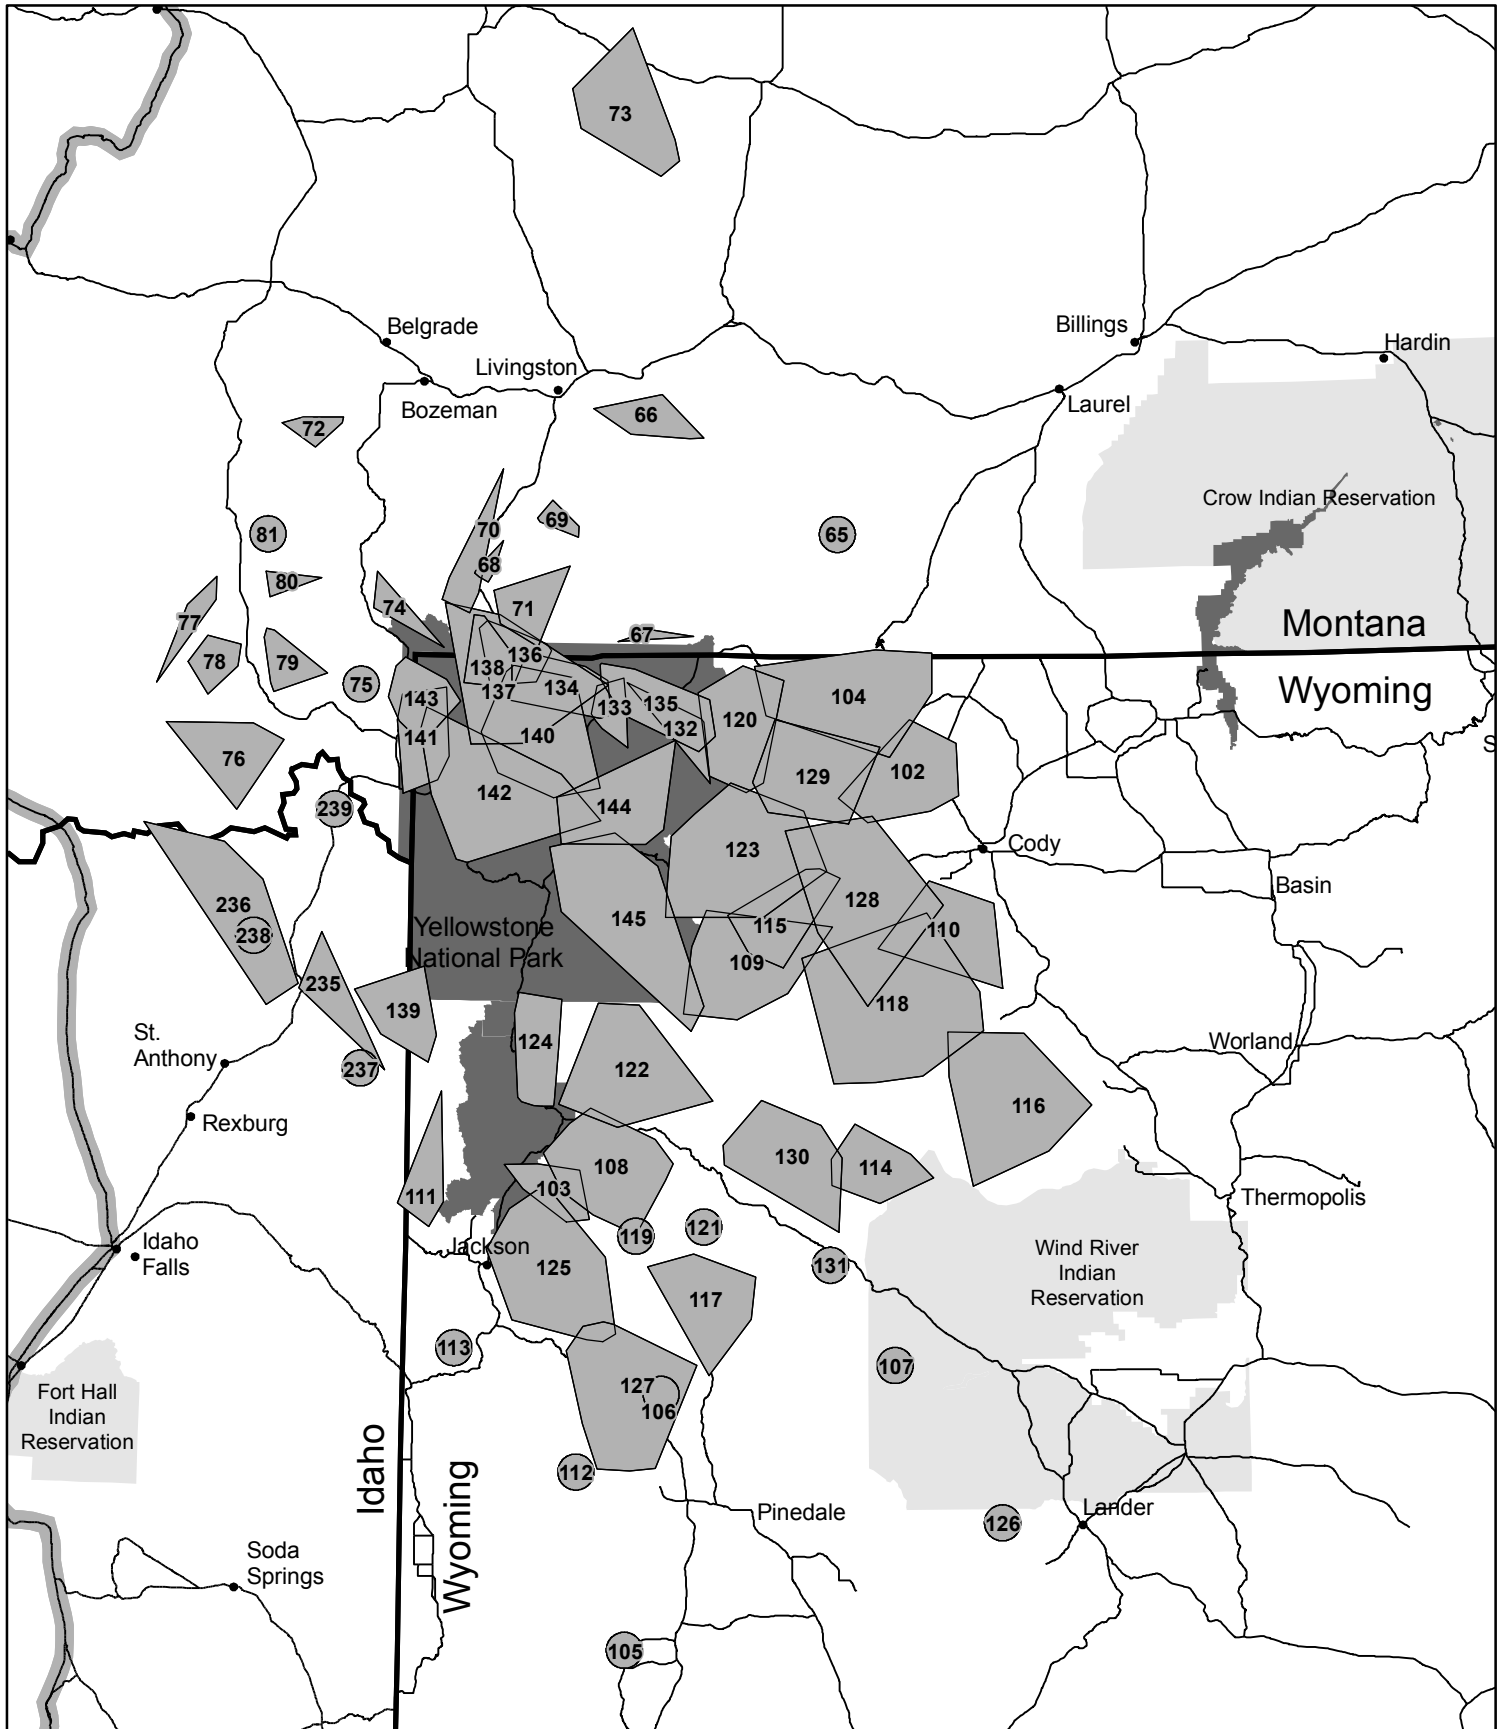 73
Belgrade
Billings
Hardin
Livingston
Bozeman
Laurel
66
72
Crow Indian Reservation
70
69
81
65
68
80
74
71
77
67
Montana
136
78
79
138
75
137
134
Wyoming
143
133
135
104
120
132
141
140
S
76
102
129
142
144
239
Cody
123
Basin
236
128
238
145
115
110
Yellowstone
National Park
109
235
118
139
St.
Anthony
124
Worland
237
122
116
Rexburg
130
114
108
103
111
Thermopolis
121
119
Idaho
Falls
Jackson
Wind River
Indian
Reservation
125
131
117
113
107
127
106
Fort Hall
Indian
Reservation
Idaho
Wyoming
112
Pinedale
Lander
126
Soda
Springs
105